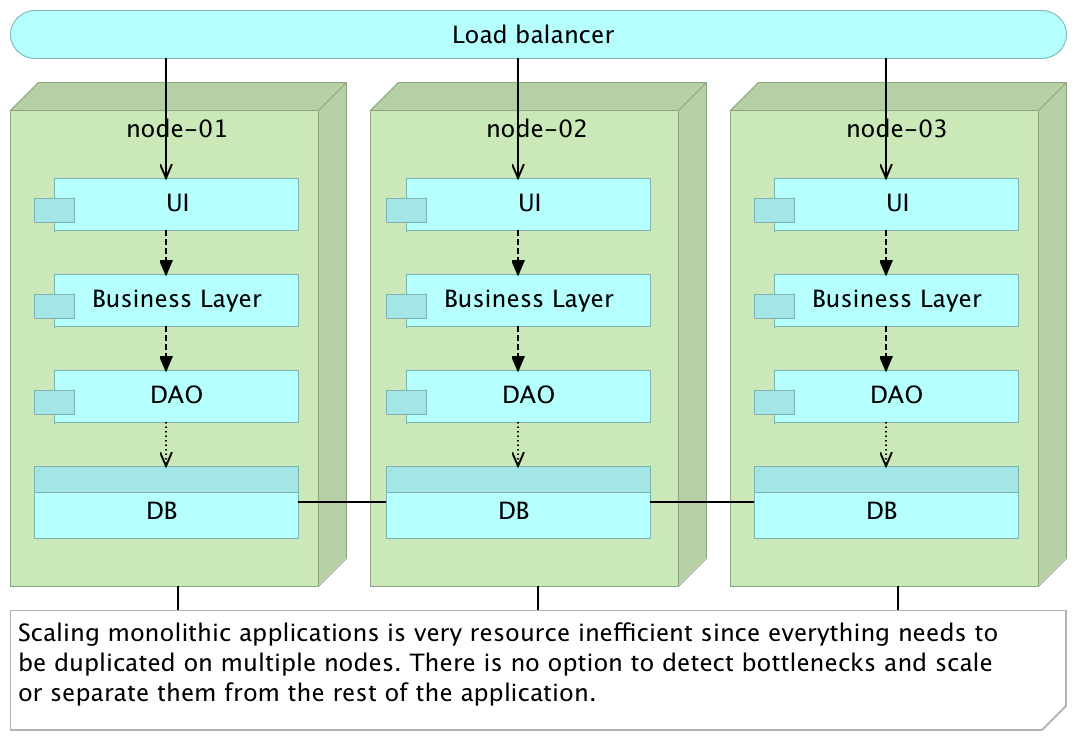 Load balancer
node-01
node-02
node-03
UI
UI
UI
Business Layer
Business Layer
Business Layer
DAO
DAO
DAO
DB
DB
DB
Scaling monolithic applications is very resource inefficient since everything needs to
be duplicated on multiple nodes. There is no option to detect bottlenecks and scale
or separate them from the rest of the application.